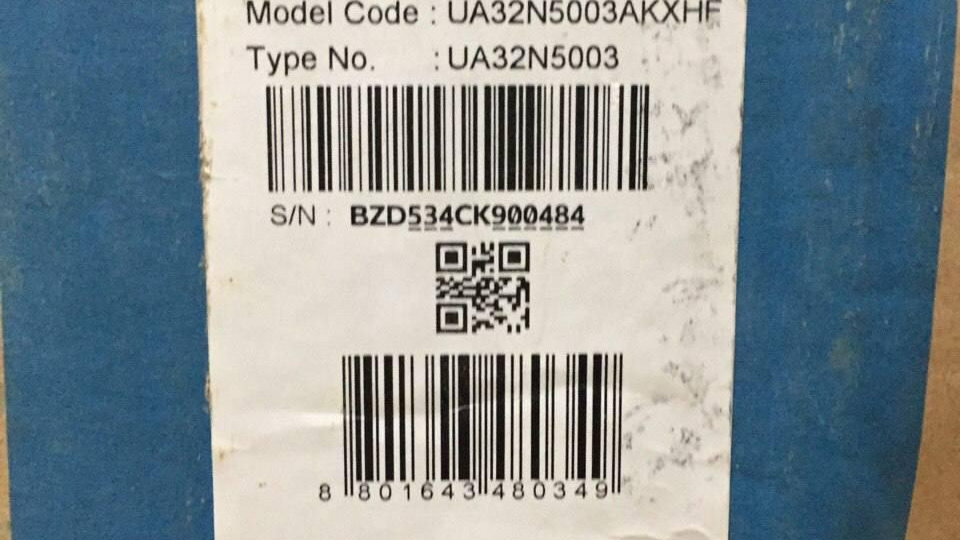 Model Code : UA32N5003AKXHF
Type No. : UA32N5003
S/N : BZD534CK900484
8 801643 480349